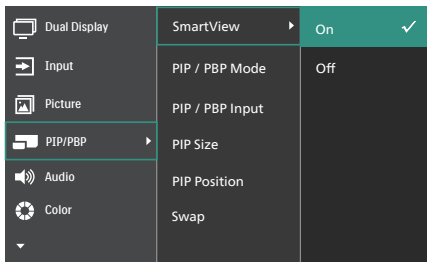 Dual Display
Input
Picture
PIP/PBP
Audio
Color
SmartView
PIP / PBP Mode
PIP / PBP Input
PIP Size
PIP Position
Swap
On
Off